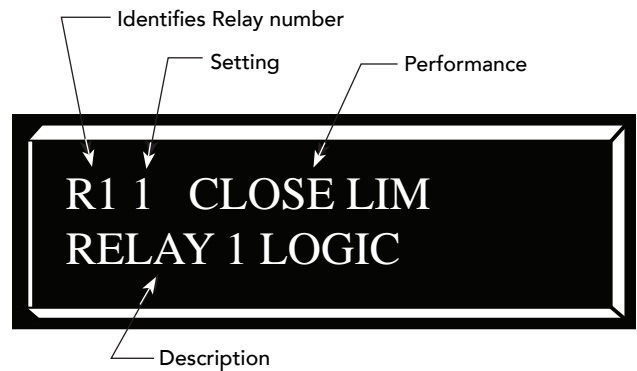 Identifies Relay number
Setting
Performance
R1 1 CLOSE LIM
RELAY 1 LOGIC
Description